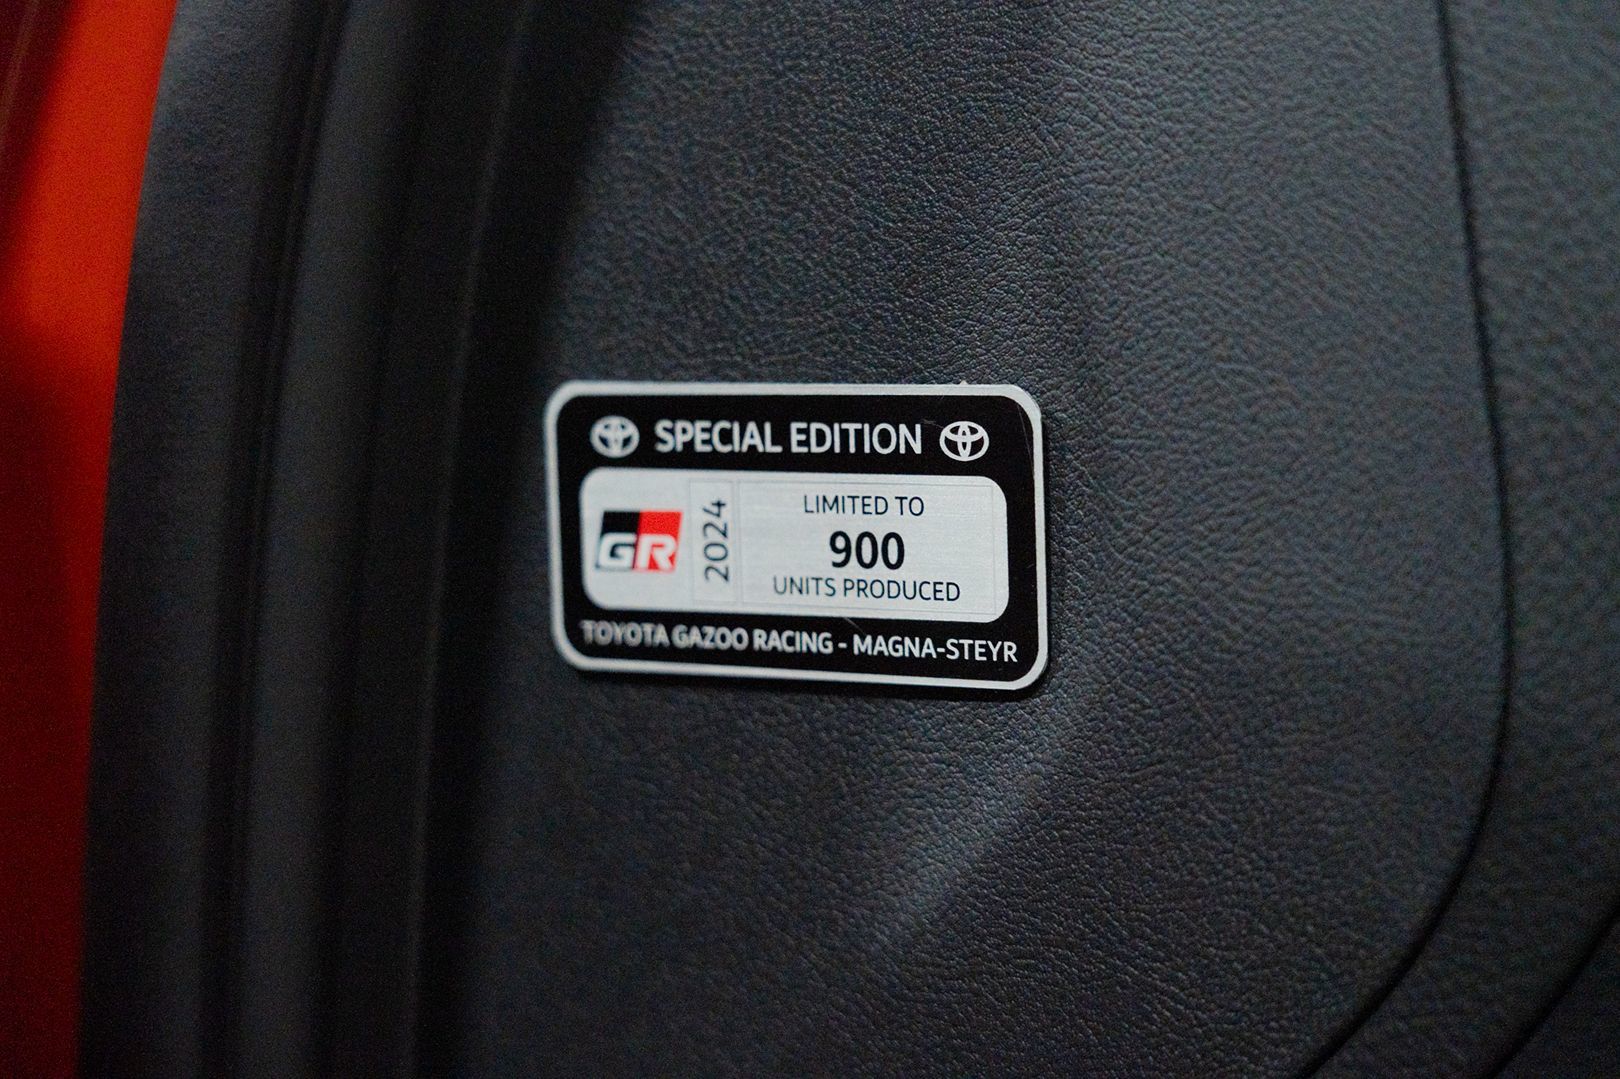 SPECIAL EDITION
GR
2024
LIMITED TO
900
UNITS PRODUCED
TOYOTA GAZOO RACING - MAGNA-STEYR